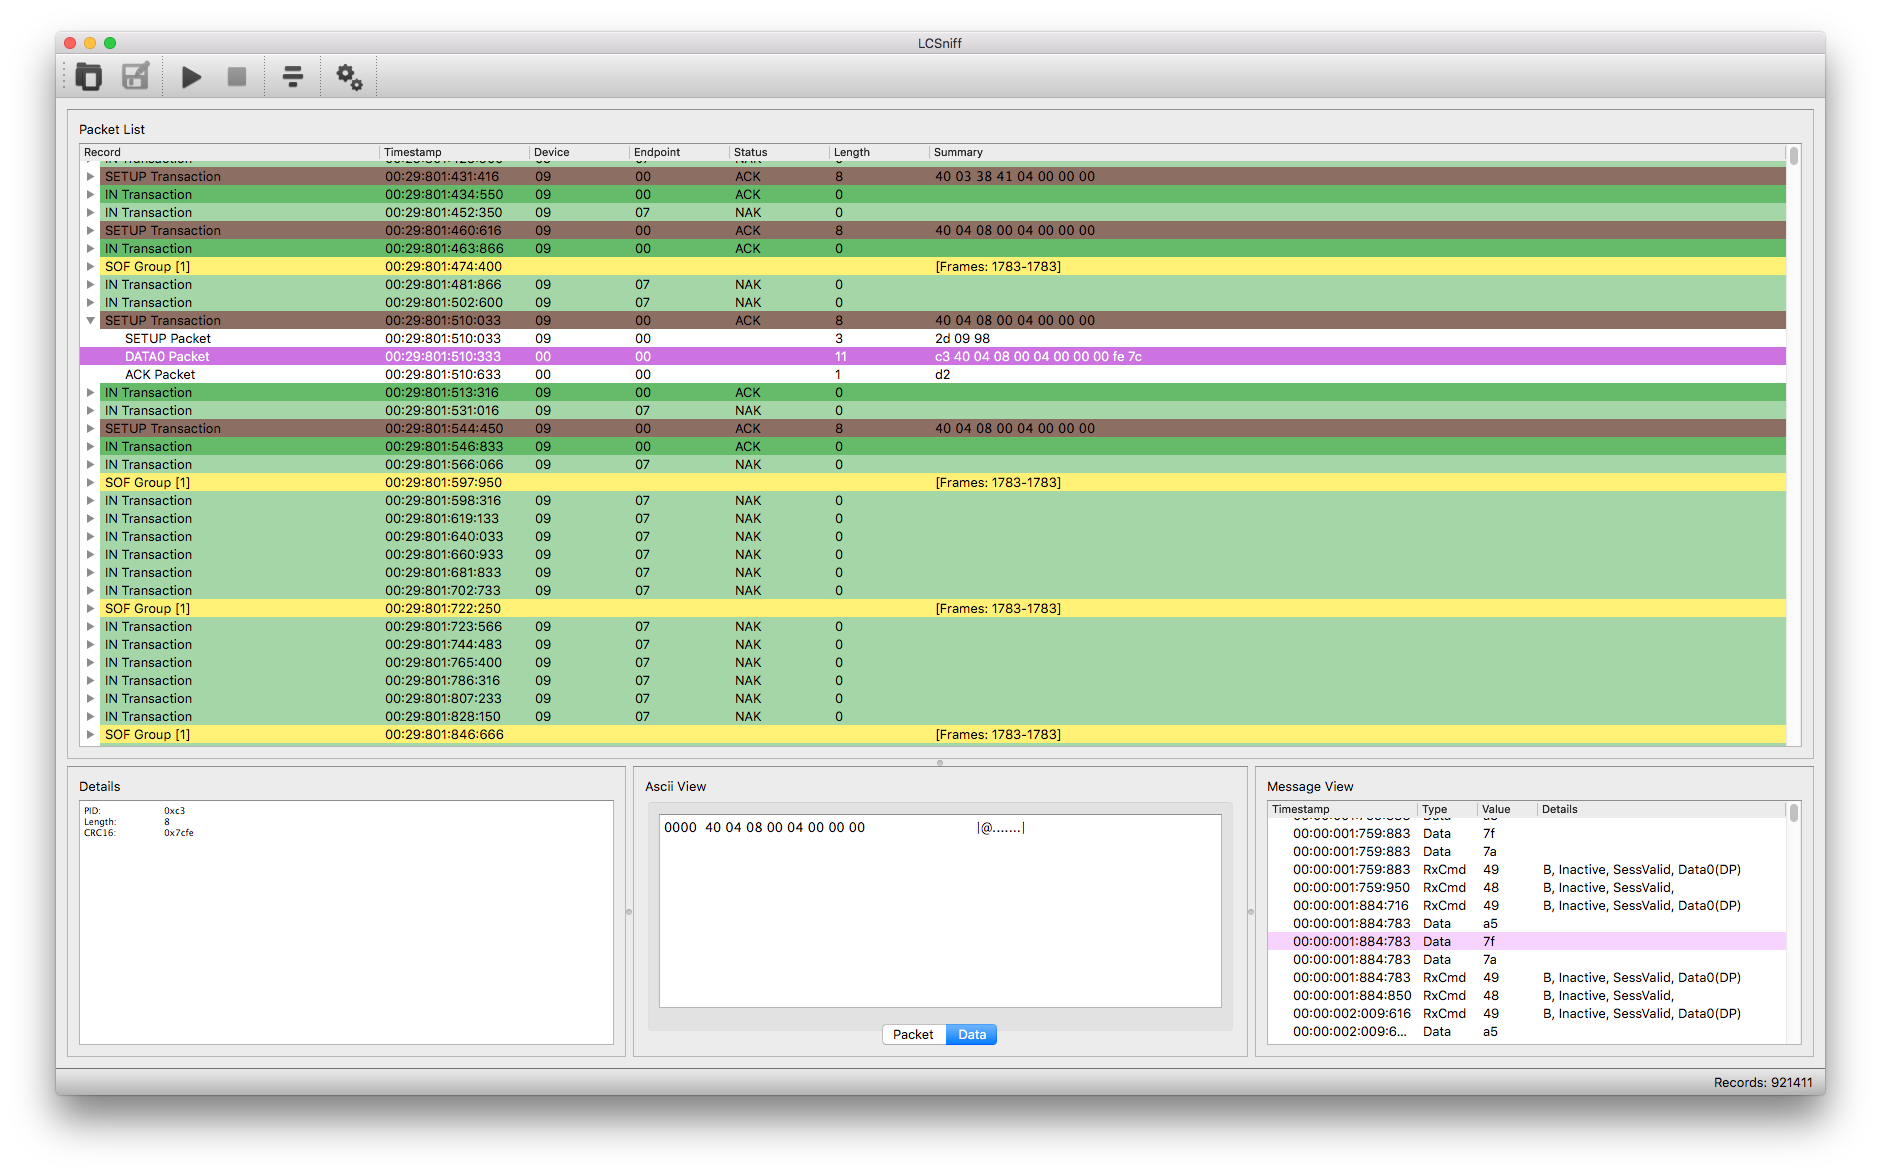 LCSniff
Packet List
Record Timestamp Device Endpoint Status Length Summary
SETUP Transaction 00:29:801:431:416 09 00 ACK 8 40 03 38 41 04 00 00 00
IN Transaction 00:29:801:434:550 09 00 ACK 0
IN Transaction 00:29:801:452:350 09 07 NAK 0
SETUP Transaction 00:29:801:460:616 09 00 ACK 8 40 04 08 00 04 00 00 00
IN Transaction 00:29:801:463:866 09 00 ACK 0
SOF Group [1] 00:29:801:474:400 [Frames: 1783-1783]
IN Transaction 00:29:801:481:866 09 07 NAK 0
IN Transaction 00:29:801:502:600 09 07 NAK 0
SETUP Transaction 00:29:801:510:033 09 00 ACK 8 40 04 08 00 04 00 00 00
SETUP Packet 00:29:801:510:033 09 00 3 2d 09 98
DATA0 Packet 00:29:801:510:333 00 00 11 c3 40 04 08 00 04 00 00 00 fe 7c
ACK Packet 00:29:801:510:633 00 00 1 d2
IN Transaction 00:29:801:513:316 09 00 ACK 0
IN Transaction 00:29:801:531:016 09 07 NAK 0
SETUP Transaction 00:29:801:544:450 09 00 ACK 8 40 04 08 00 04 00 00 00
IN Transaction 00:29:801:546:833 09 00 ACK 0
IN Transaction 00:29:801:566:066 09 07 NAK 0
SOF Group [1] 00:29:801:597:950 [Frames: 1783-1783]
IN Transaction 00:29:801:598:316 09 07 NAK 0
IN Transaction 00:29:801:619:133 09 07 NAK 0
IN Transaction 00:29:801:640:033 09 07 NAK 0
IN Transaction 00:29:801:660:933 09 07 NAK 0
IN Transaction 00:29:801:681:833 09 07 NAK 0
IN Transaction 00:29:801:702:733 09 07 NAK 0
SOF Group [1] 00:29:801:722:250 [Frames: 1783-1783]
IN Transaction 00:29:801:723:566 09 07 NAK 0
IN Transaction 00:29:801:744:483 09 07 NAK 0
IN Transaction 00:29:801:765:400 09 07 NAK 0
IN Transaction 00:29:801:786:316 09 07 NAK 0
IN Transaction 00:29:801:807:233 09 07 NAK 0
IN Transaction 00:29:801:828:150 09 07 NAK 0
SOF Group [1] 00:29:801:846:666 [Frames: 1783-1783]
Details
PID: 0xc3
Length: 8
CRC16: 0x7cfe
Ascii View
0000 40 04 08 00 04 00 00 00 |@.......|
Packet Data
Message View
Timestamp Type Value Details
00:00:001:759:883 Data 7f
00:00:001:759:883 Data 7a
00:00:001:759:883 RxCmd 49 B, Inactive, SessValid, Data0(DP)
00:00:001:759:950 RxCmd 48 B, Inactive, SessValid,
00:00:001:884:716 RxCmd 49 B, Inactive, SessValid, Data0(DP)
00:00:001:884:783 Data a5
00:00:001:884:783 Data 7f
00:00:001:884:783 Data 7a
00:00:001:884:783 RxCmd 49 B, Inactive, SessValid, Data0(DP)
00:00:001:884:850 RxCmd 48 B, Inactive, SessValid,
00:00:002:009:616 RxCmd 49 B, Inactive, SessValid, Data0(DP)
00:00:002:009:6... Data a5
Records: 921411